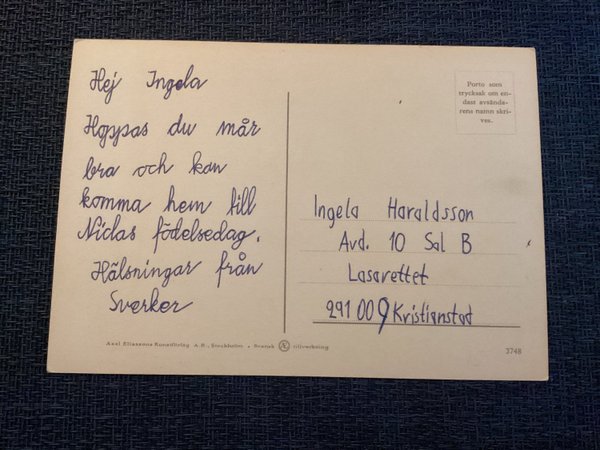 Hej Ingela
Hoppas du mår
bra och kan
komma hem till
Niclas födelsedag.
Hälsningar från
Sverker
Porto som
trycksak om en-
dast avsända-
rens namn skri-
ves.
Ingela Haraldsson
Avd. 10 Sal B
Lasarettet
291 009 Kristianstad
Axel Eliassons Konstförlag A.B., Stockholm • Svensk AE tillverkning
3748